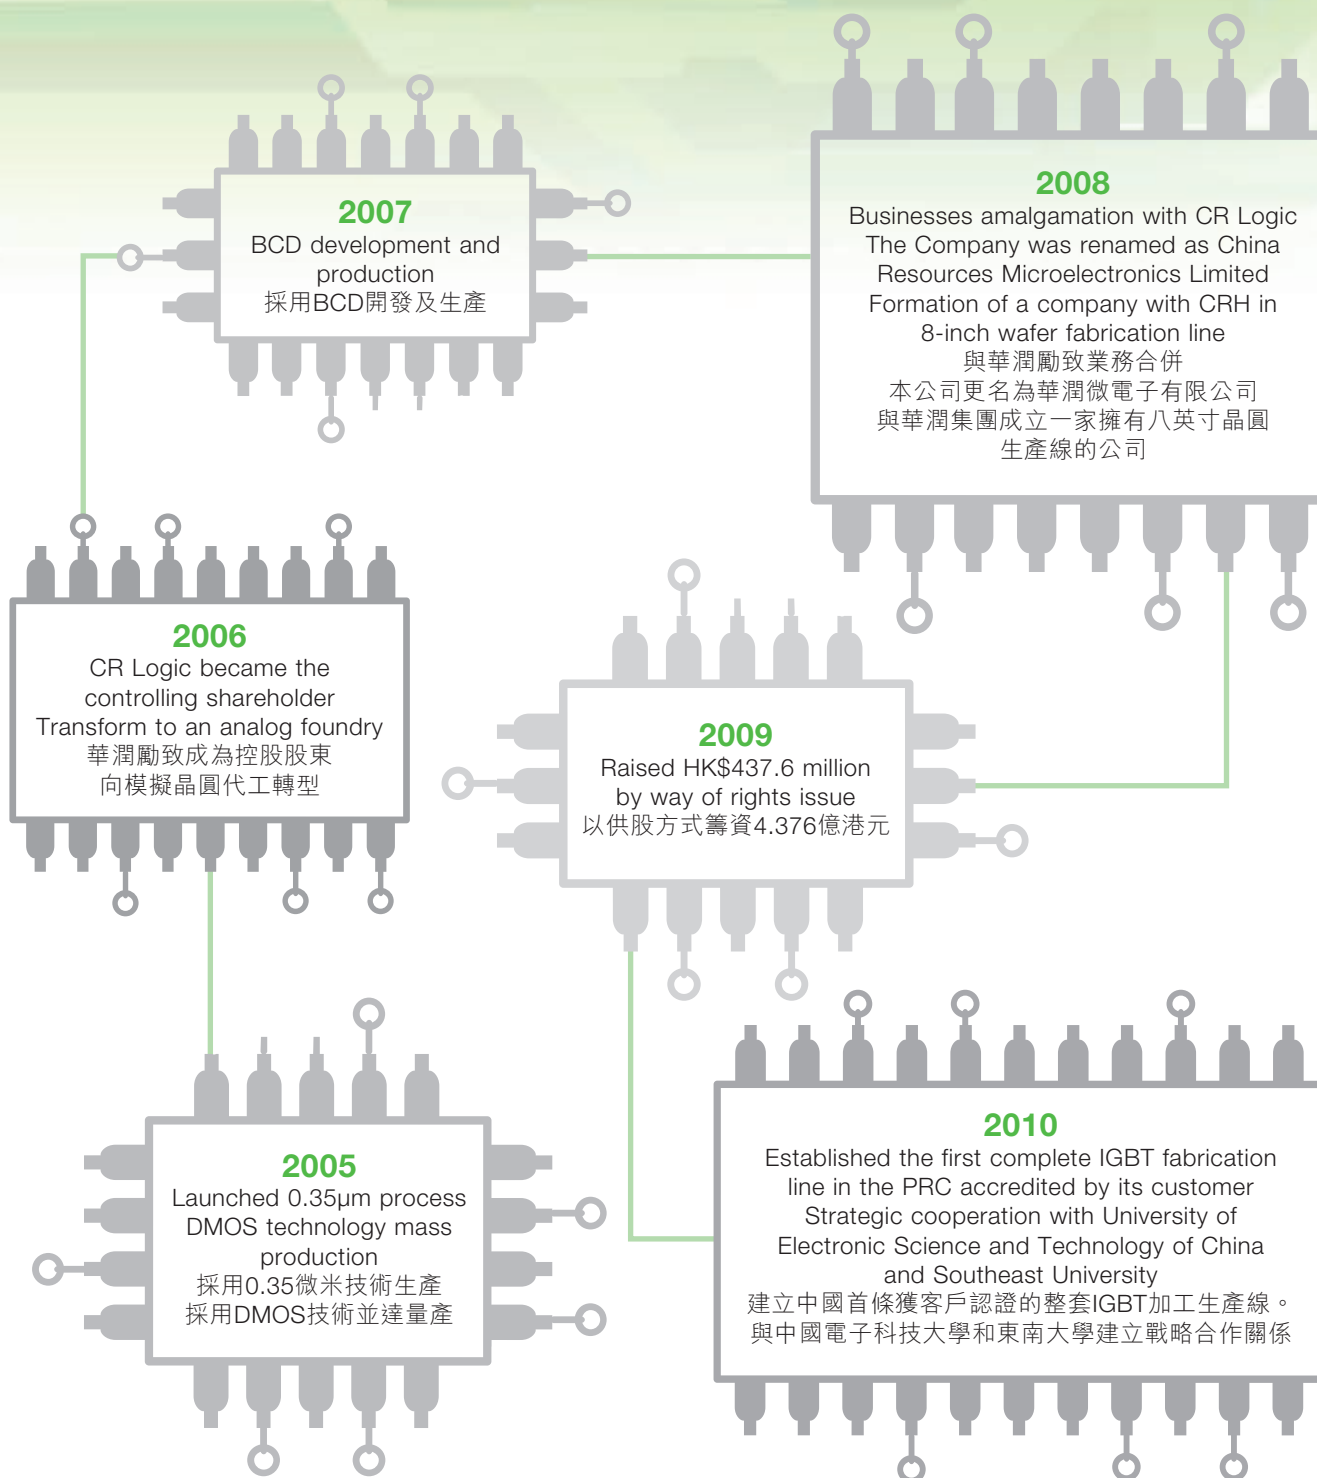 2007
BCD development and
production
採用BCD開發及生產
2008
Businesses amalgamation with CR Logic
The Company was renamed as China
Resources Microelectronics Limited
Formation of a company with CRH in
8-inch wafer fabrication line
與華潤勵致業務合併
本公司更名為華潤微電子有限公司
與華潤集團成立一家擁有八英寸晶圓
生產線的公司
2006
CR Logic became the
controlling shareholder
Transform to an analog foundry
華潤勵致成為控股股東
向模擬晶圓代工轉型
2009
Raised HK$437.6 million
by way of rights issue
以供股方式籌資4.376億港元
2005
Launched 0.35µm process
DMOS technology mass
production
採用0.35微米技術生產
採用DMOS技術並達量產
2010
Established the first complete IGBT fabrication
line in the PRC accredited by its customer
Strategic cooperation with University of
Electronic Science and Technology of China
and Southeast University
建立中國首條獲客戶認證的整套IGBT加工生產線。
與中國電子科技大學和東南大學建立戰略合作關係